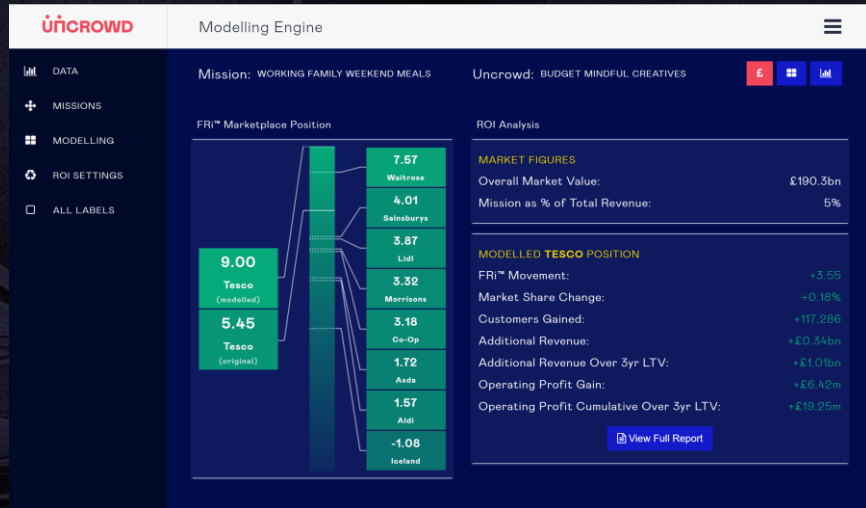 üńcrowd
Modelling Engine
DATA
MISSIONS
MODELLING
ROI SETTINGS
ALL LABELS
Mission: WORKING FAMILY WEEKEND MEALS
Uncrowd: BUDGET MINDFUL CREATIVES
£
FRi™ Marketplace Position
9.00
Tesco
(modelled)
5.45
Tesco
(original)
7.57
Waitrose
4.01
Sainsburys
3.87
Lidl
3.32
Morrisons
3.18
Co-Op
1.72
Asda
1.57
Aldi
-1.08
Iceland
ROI Analysis
MARKET FIGURES
Overall Market Value: £190.3bn
Mission as % of Total Revenue: 5%
MODELLED TESCO POSITION
FRi™ Movement: +3.55
Market Share Change: +0.18%
Customers Gained: +117,286
Additional Revenue: +£0.34bn
Additional Revenue Over 3yr LTV: +£1.01bn
Operating Profit Gain: +£6.42m
Operating Profit Cumulative Over 3yr LTV: +£19.25m
View Full Report